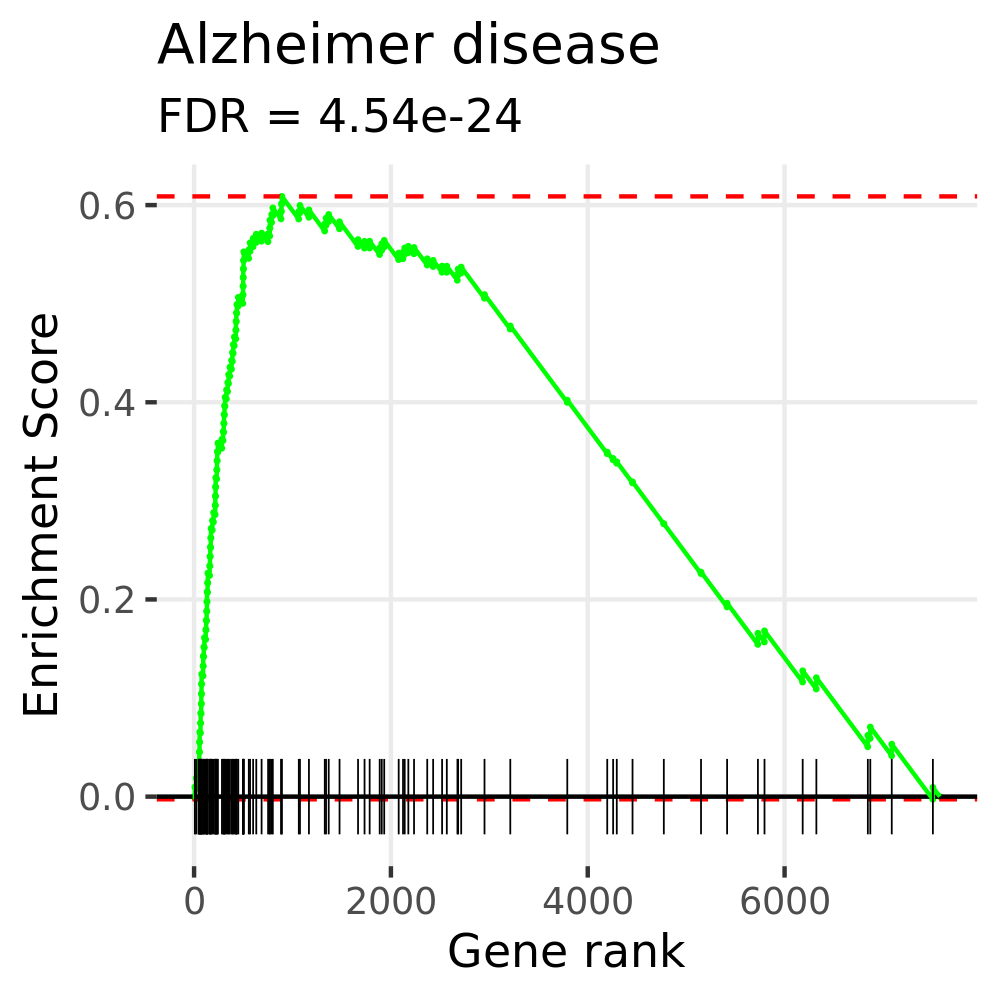 Alzheimer disease
FDR = 4.54e-24
Enrichment Score
0.6
0.4
0.2
0.0
0 2000 4000 6000
Gene rank